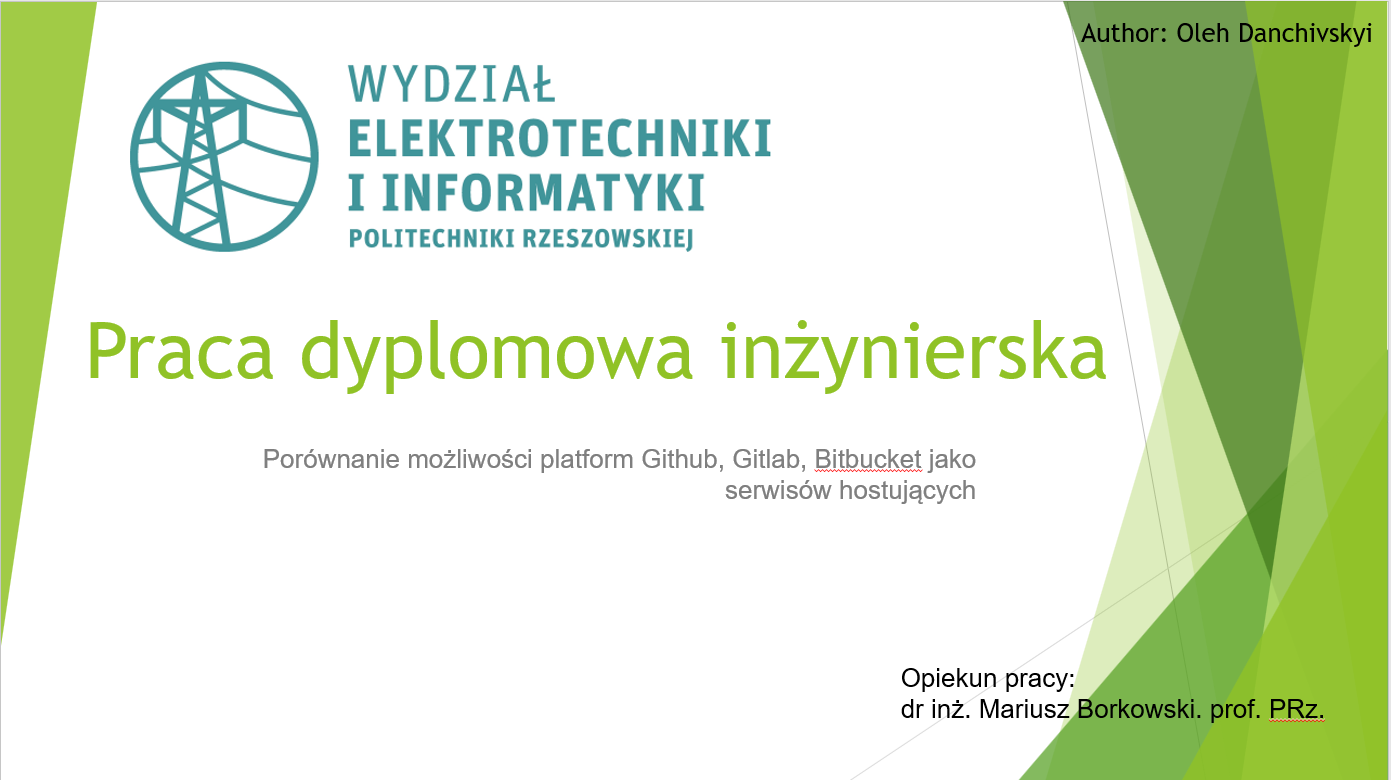 Author: Oleh Danchivskyi
WYDZIAŁ
ELEKTROTECHNIKI
I INFORMATYKI
POLITECHNIKI RZESZOWSKIEJ
Praca dyplomowa inżynierska
Porównanie możliwości platform Github, Gitlab, Bitbucket jako
serwisów hostujących
Opiekun pracy:
dr inż. Mariusz Borkowski. prof. PRz.